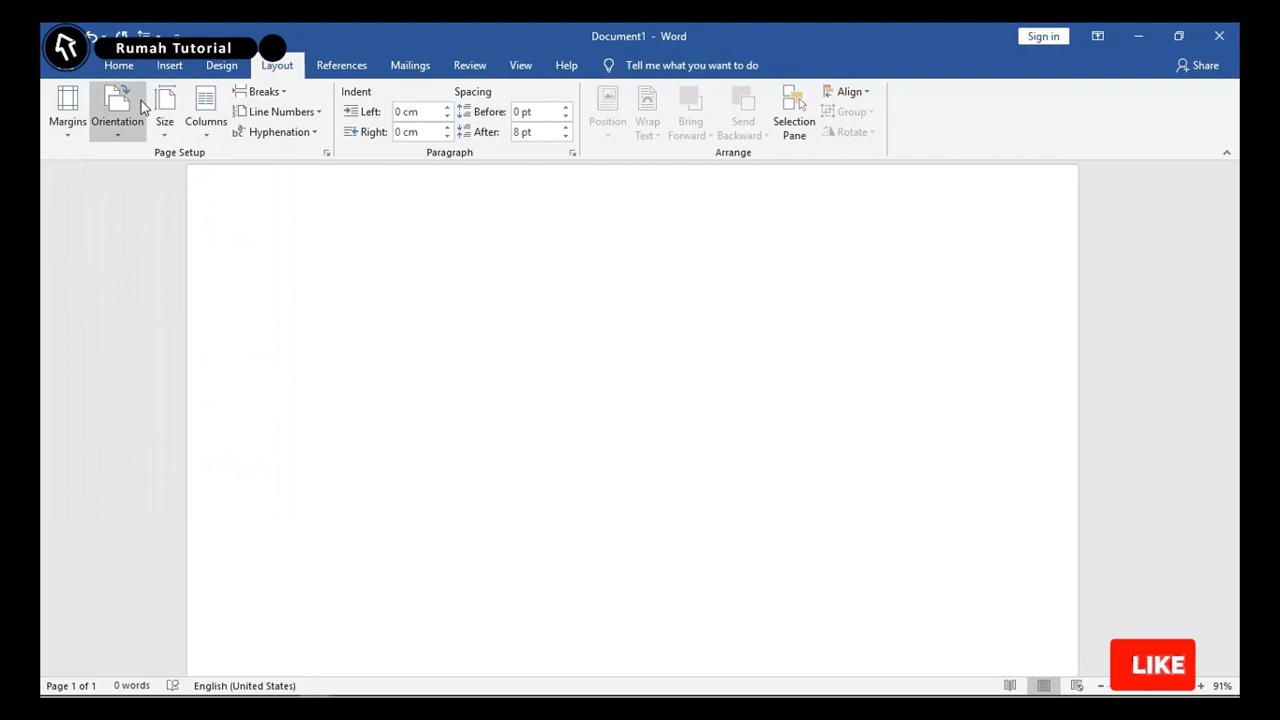 Rumah Tutorial
Document1 - Word
Sign in
Home Insert Design Layout References Mailings Review View Help Tell me what you want to do Share
Margins Orientation Size Columns
Breaks
Line Numbers
Hyphenation
Page Setup
Indent Spacing
Left: 0 cm Before: 0 pt
Right: 0 cm After: 8 pt
Paragraph
Position Wrap Text Bring Forward Send Backward Selection Pane
Align
Group
Rotate
Arrange
LIKE
Page 1 of 1 0 words English (United States) 91%